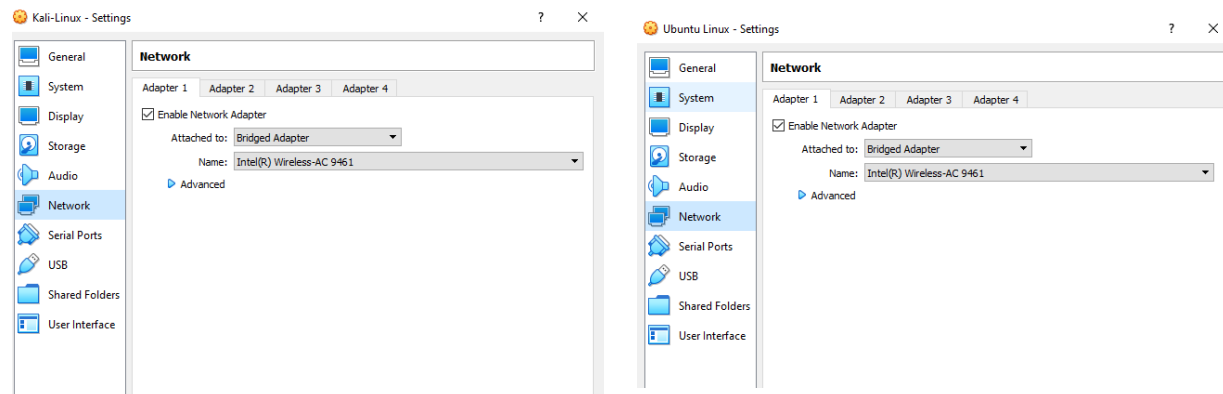 Kali-Linux - Settings ? ×
General
System
Display
Storage
Audio
Network
Serial Ports
USB
Shared Folders
User Interface
Network
Adapter 1 Adapter 2 Adapter 3 Adapter 4
Enable Network Adapter
Attached to: Bridged Adapter
Name: Intel(R) Wireless-AC 9461
Advanced
Ubuntu Linux - Settings ? ×
General
System
Display
Storage
Audio
Network
Serial Ports
USB
Shared Folders
User Interface
Network
Adapter 1 Adapter 2 Adapter 3 Adapter 4
Enable Network Adapter
Attached to: Bridged Adapter
Name: Intel(R) Wireless-AC 9461
Advanced